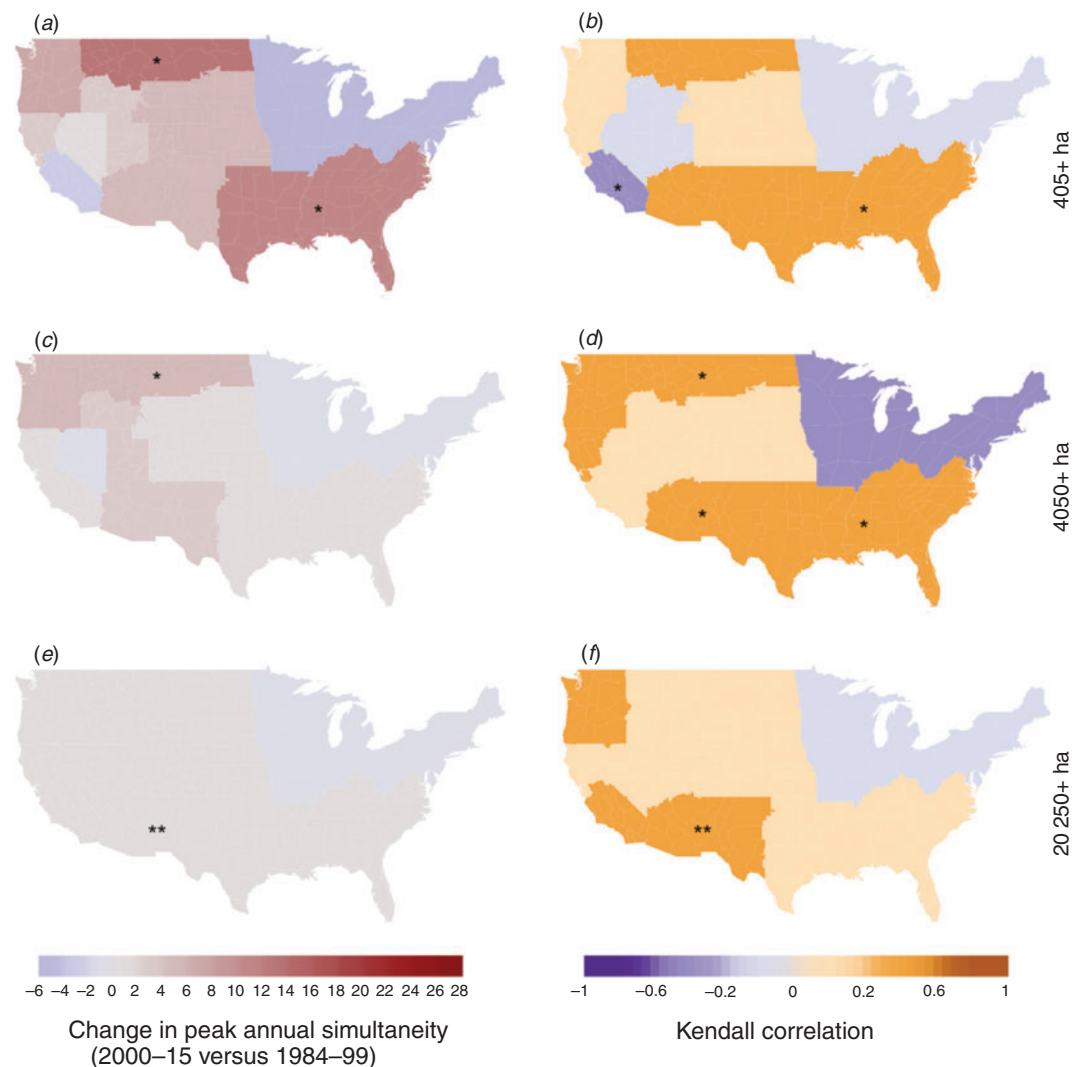 (a)
(b)
*
*
*
*
405+ ha
(c)
(d)
*
*
*
*
4050+ ha
(e)
(f)
**
**
20 250+ ha
–6 –4 –2 0 2 4 6 8 10 12 14 16 18 20 22 24 26 28
–1 –0.6 –0.2 0 0.2 0.6 1
Change in peak annual simultaneity
(2000–15 versus 1984–99)
Kendall correlation